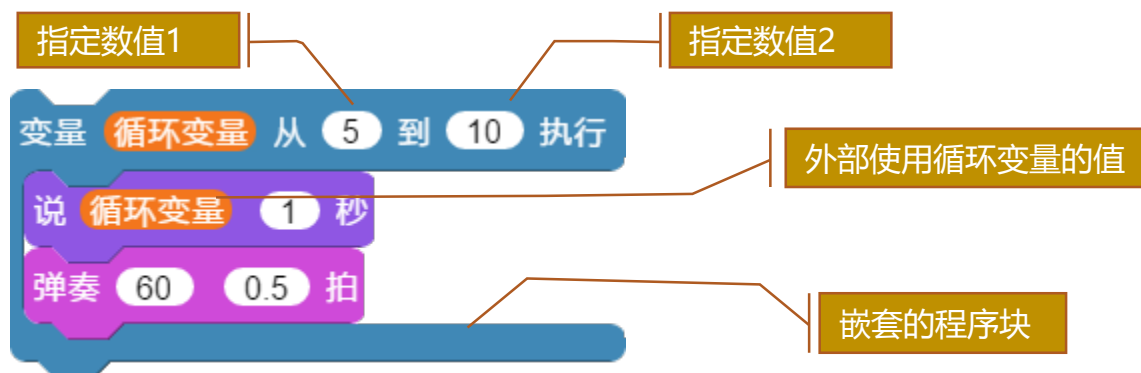 指定数值1
指定数值2
变量 循环变量 从 5 到 10 执行
外部使用循环变量的值
说 循环变量 1 秒
弹奏 60 0.5 拍
嵌套的程序块